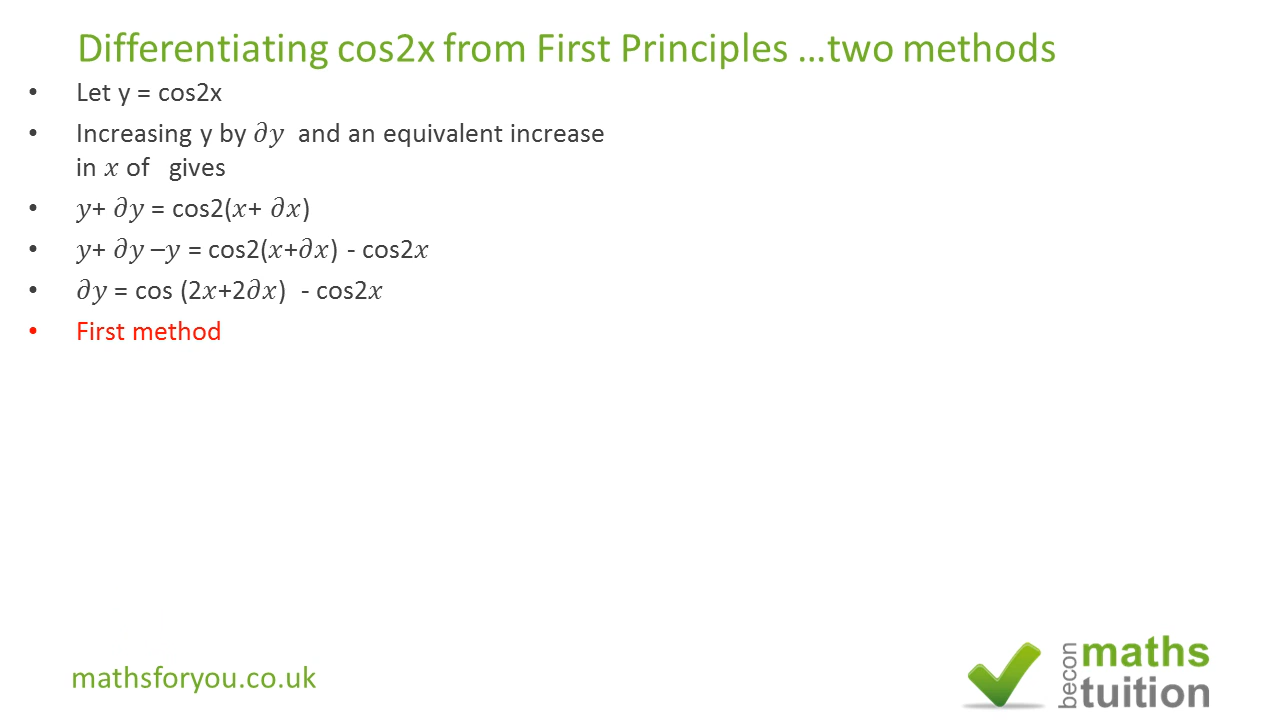 Differentiating cos2x from First Principles ...two methods
• Let y = cos2x
• Increasing y by ∂𝑦 and an equivalent increase
in 𝑥 of gives
• 𝑦+ ∂𝑦 = cos2(𝑥+ ∂𝑥)
• 𝑦+ ∂𝑦 –𝑦 = cos2(𝑥+∂𝑥) - cos2𝑥
• ∂𝑦 = cos (2𝑥+2∂𝑥) - cos2𝑥
• First method
mathsforyou.co.uk
becon
maths
tuition